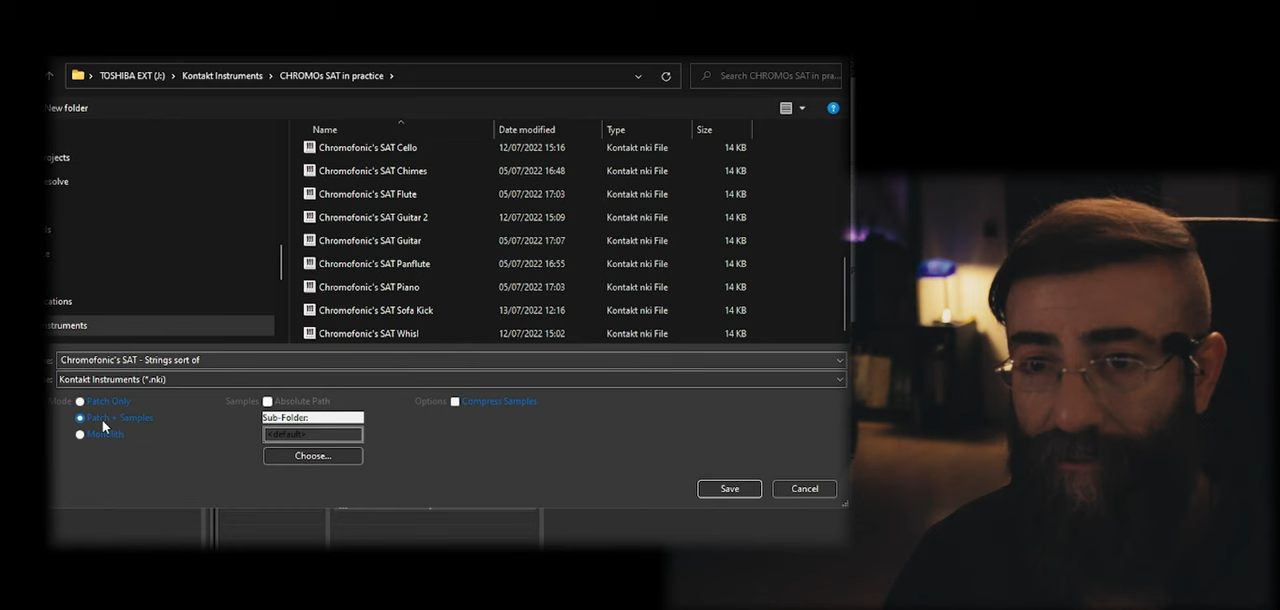 TOSHIBA EXT (J:) > Kontakt Instruments > CHROMOs SAT in practice >
Search CHROMOs SAT in pra...
New folder
Name Date modified Type Size
Chromofonic's SAT Cello 12/07/2022 15:16 Kontakt nki File 14 KB
ojects
Chromofonic's SAT Chimes 05/07/2022 16:48 Kontakt nki File 14 KB
esolve
Chromofonic's SAT Flute 05/07/2022 17:03 Kontakt nki File 14 KB
Chromofonic's SAT Guitar 2 12/07/2022 15:09 Kontakt nki File 14 KB
Chromofonic's SAT Guitar 05/07/2022 17:07 Kontakt nki File 14 KB
Chromofonic's SAT Panflute 05/07/2022 16:55 Kontakt nki File 14 KB
Chromofonic's SAT Piano 05/07/2022 17:03 Kontakt nki File 14 KB
cations
Chromofonic's SAT Sofa Kick 13/07/2022 12:16 Kontakt nki File 14 KB
struments
Chromofonic's SAT Whisl 12/07/2022 15:02 Kontakt nki File 14 KB
Chromofonic's SAT - Strings sort of
Kontakt Instruments (*.nki)
Mode Patch Only Samples: Absolute Path Options: Compress Samples
Patch + Samples Sub-Folder:
Monolith <default>
Choose...
Save Cancel